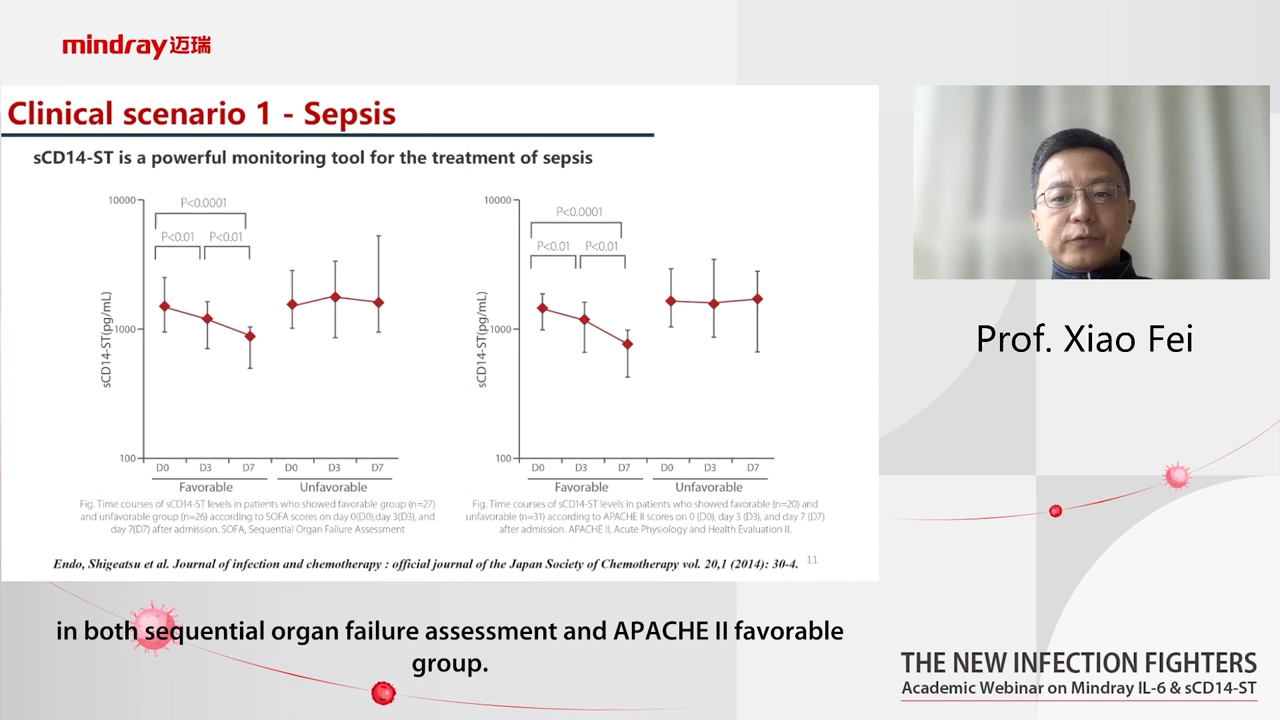 mindray迈瑞
Clinical scenario 1 - Sepsis
sCD14-ST is a powerful monitoring tool for the treatment of sepsis
10000
P<0.0001
P<0.01 P<0.01
sCD14-ST(pg/mL)
1000
100
D0 D3 D7 D0 D3 D7
Favorable Unfavorable
Fig. Time courses of sCD14-ST levels in patients who showed favorable group (n=27)
and unfavorable group (n=26) according to SOFA scores on day 0(D0),day 3(D3), and
day 7(D7) after admission. SOFA, Sequential Organ Failure Assessment
10000
P<0.0001
P<0.01 P<0.01
sCD14-ST(pg/mL)
1000
100
D0 D3 D7 D0 D3 D7
Favorable Unfavorable
Fig. Time courses of sCD14-ST levels in patients who showed favorable (n=20) and
unfavorable (n=31) according to APACHE II scores on 0 (D0), day 3 (D3), and day 7 (D7)
after admission. APACHE II, Acute Physiology and Health Evaluation II.
Endo, Shigeatsu et al. Journal of infection and chemotherapy : official journal of the Japan Society of Chemotherapy vol. 20,1 (2014): 30-4. 11
Prof. Xiao Fei
in both sequential organ failure assessment and APACHE II favorable
group.
THE NEW INFECTION FIGHTERS
Academic Webinar on Mindray IL-6 & sCD14-ST